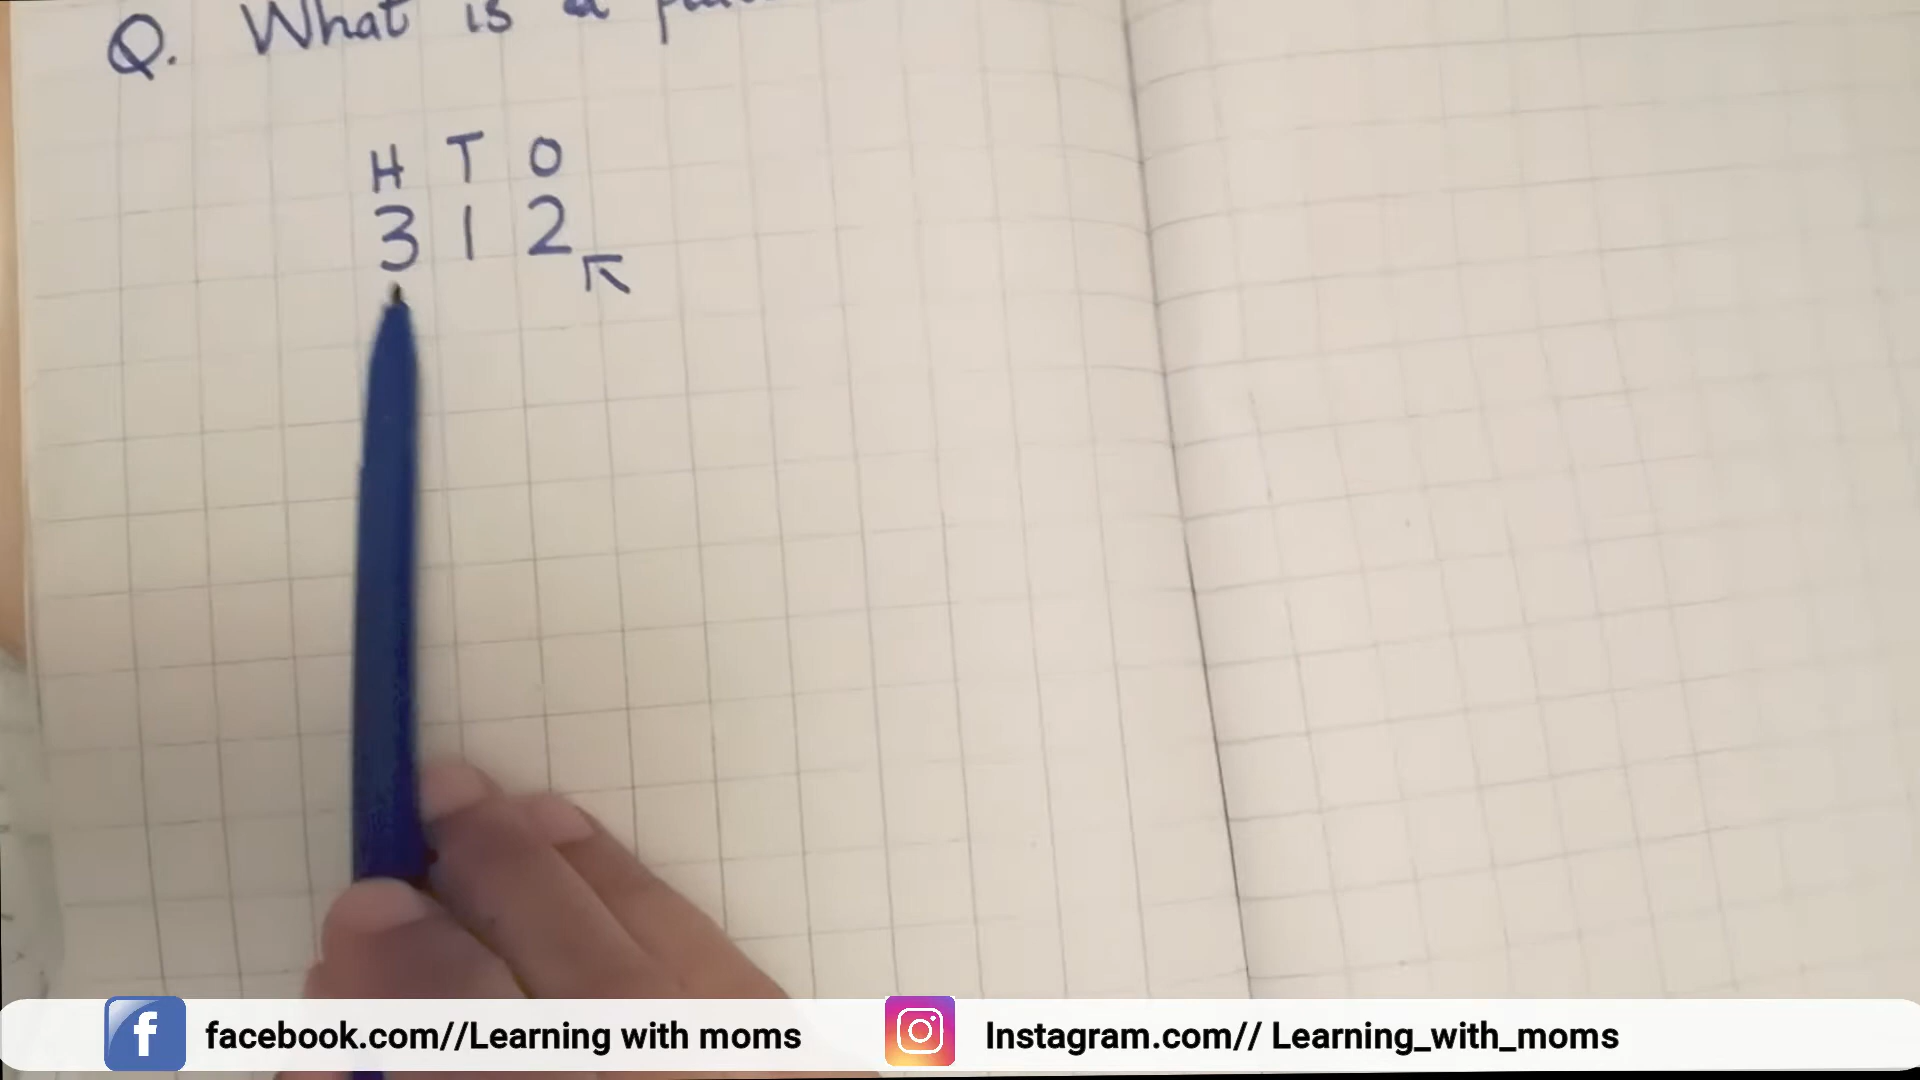 Q. What is a
H T O
3 1 2
facebook.com//Learning with moms
Instagram.com// Learning_with_moms